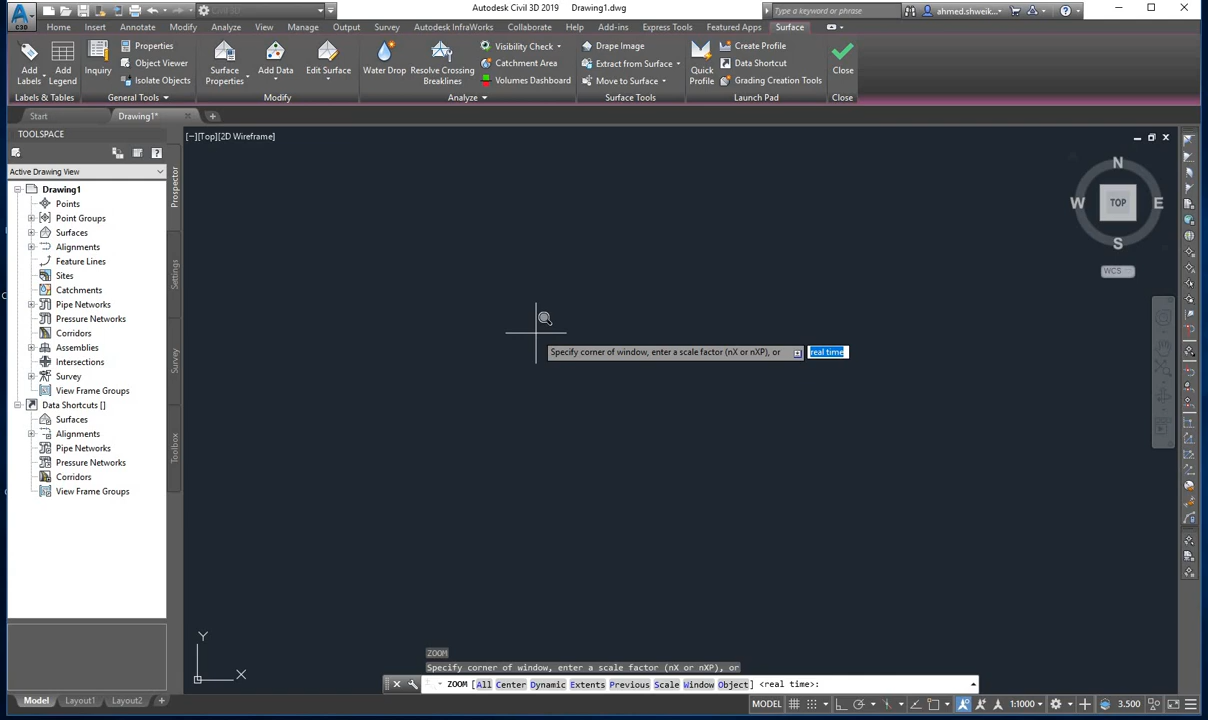 Autodesk Civil 3D 2019 Drawing1.dwg
Type a keyword or phrase
ahmed.shweik...
C3D
Home Insert Annotate Modify Analyze View Manage Output Survey Autodesk InfraWorks Collaborate Help Add-ins Express Tools Featured Apps Surface
Add Labels
Add Legend
Inquiry
Properties
Object Viewer
Isolate Objects
Surface Properties
Add Data
Edit Surface
Water Drop
Resolve Crossing Breaklines
Visibility Check
Catchment Area
Volumes Dashboard
Drape Image
Extract from Surface
Move to Surface
Quick Profile
Create Profile
Data Shortcut
Grading Creation Tools
Close
Labels & Tables General Tools Modify Analyze Surface Tools Launch Pad Close
Start Drawing1*
TOOLSPACE
[−][Top][2D Wireframe]
Active Drawing View
Prospector
Settings
Survey
Toolbox
Drawing1
Points
Point Groups
Surfaces
Alignments
Feature Lines
Sites
Catchments
Pipe Networks
Pressure Networks
Corridors
Assemblies
Intersections
Survey
View Frame Groups
Data Shortcuts []
Surfaces
Alignments
Pipe Networks
Pressure Networks
Corridors
View Frame Groups
N
W TOP E
S
WCS
Specify corner of window, enter a scale factor (nX or nXP), or real time
Y
X
ZOOM
Specify corner of window, enter a scale factor (nX or nXP), or
ZOOM [All Center Dynamic Extents Previous Scale Window Object] <real time>:
Model Layout1 Layout2 +
MODEL 1:1000 3.500